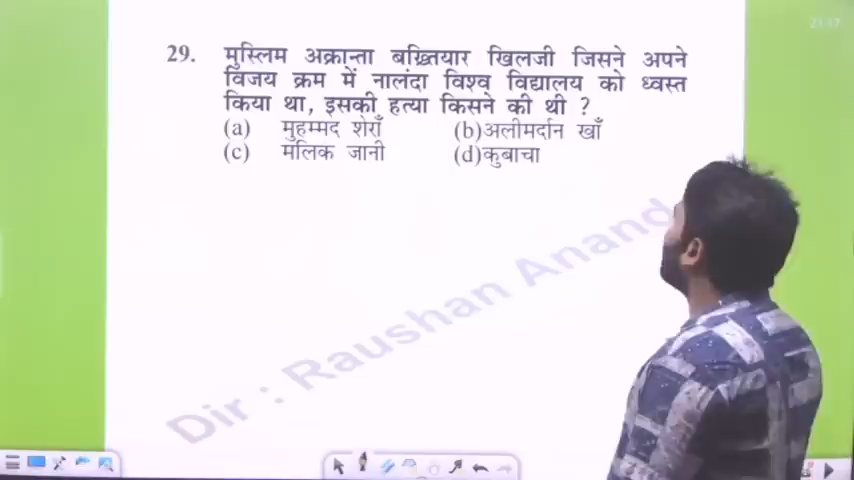 29. मुस्लिम अक्रान्ता बख़्तियार खिलजी जिसने अपने
विजय क्रम में नालंदा विश्व विद्यालय को ध्वस्त
किया था, इसकी हत्या किसने की थी ?
(a) मुहम्मद शेराँ (b)अलीमर्दान खाँ
(c) मलिक जानी (d)कुबाचा
Dir : Raushan Anand